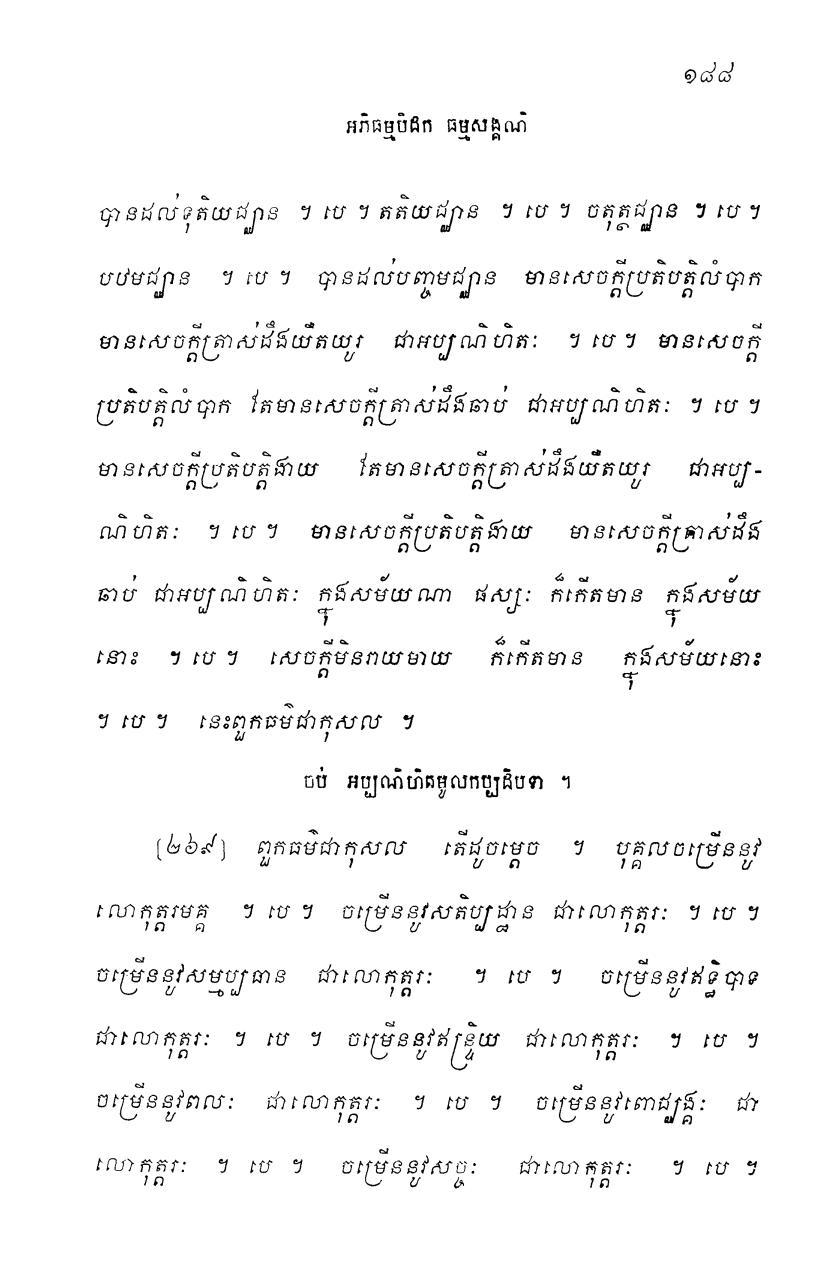 ១៨៨
អភិធម្មបិដក ធម្មសង្គណិ
បានដល់ទុតិយជ្ឈាន ។ បេ ។ តតិយជ្ឈាន ។ បេ ។ ចតុត្ថជ្ឈាន ។ បេ ។
បឋមជ្ឈាន ។ បេ ។ បានដល់បញ្ចមជ្ឈាន មានសេចក្តីប្រតិបត្តិលំបាក
មានសេចក្តីត្រាស់ដឹងយឺតយូរ ជាអប្បណិហិតៈ ។ បេ ។ មានសេចក្តី
ប្រតិបត្តិលំបាក តែមានសេចក្តីត្រាស់ដឹងឆាប់ ជាអប្បណិហិតៈ ។ បេ ។
មានសេចក្តីប្រតិបត្តិងាយ តែមានសេចក្តីត្រាស់ដឹងយឺតយូរ ជាអប្ប-
ណិហិតៈ ។ បេ ។ មានសេចក្តីប្រតិបត្តិងាយ មានសេចក្តីត្រាស់ដឹង
ឆាប់ ជាអប្បណិហិតៈ ក្នុងសម័យណា ផស្សៈ ក៏កើតមាន ក្នុងសម័យ
នោះ ។ បេ ។ សេចក្តីមិនរាយមាយ ក៏កើតមាន ក្នុងសម័យនោះ
។ បេ ។ នេះពួកធម៌ជាកុសល ។
ចប់ អប្បណិហិតមូលកប្បដិបទា ។
[២៦៩] ពួកធម៌ជាកុសល តើដូចម្តេច ។ បុគ្គលចម្រើននូវ
លោកុត្តរមគ្គ ។ បេ ។ ចម្រើននូវសតិប្បដ្ឋាន ជាលោកុត្តរៈ ។ បេ ។
ចម្រើននូវសម្មប្បធាន ជាលោកុត្តរៈ ។ បេ ។ ចម្រើននូវឥទ្ធិបាទ
ជាលោកុត្តរៈ ។ បេ ។ ចម្រើននូវឥន្ទ្រិយ ជាលោកុត្តរៈ ។ បេ ។
ចម្រើននូវពលៈ ជាលោកុត្តរៈ ។ បេ ។ ចម្រើននូវពោជ្ឈង្គៈ ជា
លោកុត្តរៈ ។ បេ ។ ចម្រើននូវសច្ចៈ ជាលោកុត្តរៈ ។ បេ ។